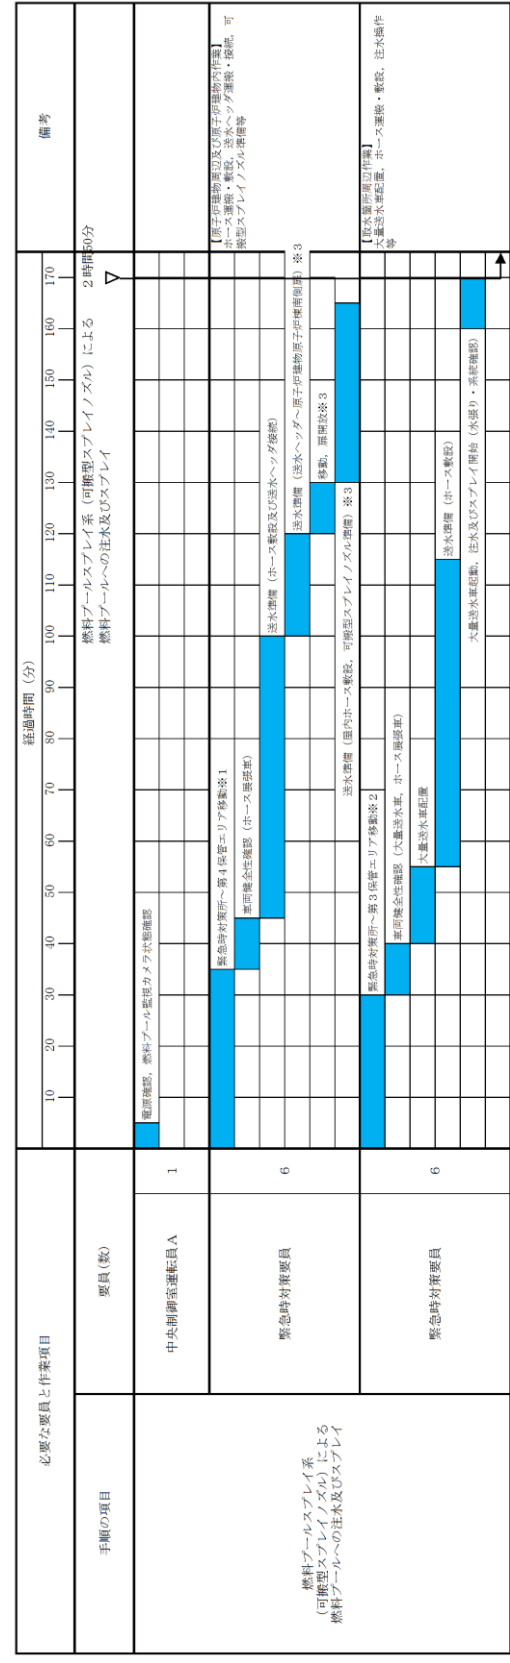 必要な要員と作業項目
経過時間（分）
備考
手順の項目
要員(数)
10
20
30
40
50
60
70
80
90
100
110
120
130
140
150
160
170
燃料プールスプレイ系（可搬型スプレイノズル）による
燃料プールへの注水及びスプレイ
2時間50分
燃料プールスプレイ系
（可搬型スプレイノズル）による
燃料プールへの注水及びスプレイ
中央制御室運転員A
1
電源確認，燃料プール監視カメラ状態確認
緊急時対策要員
6
緊急時対策所～第4保管エリア移動※1
車両健全性確認（ホース展張車）
送水準備（ホース敷設及び送水ヘッダ接続）
送水準備（送水ヘッダ～原子炉建物原子炉棟南側扉）※3
移動，扉開放※3
送水準備（屋内ホース敷設，可搬型スプレイノズル準備）※3
【原子炉建物周辺及び原子炉建物内作業】
ホース運搬・敷設，送水ヘッダ運搬・接続，可
搬型スプレイノズル準備等
緊急時対策要員
6
緊急時対策所～第3保管エリア移動※2
車両健全性確認（大量送水車，ホース展張車）
大量送水車配置
送水準備（ホース敷設）
大量送水車起動，注水及びスプレイ開始（水張り・系統確認）
【取水箇所周辺作業】
大量送水車配置，ホース運搬・敷設，注水操作
等